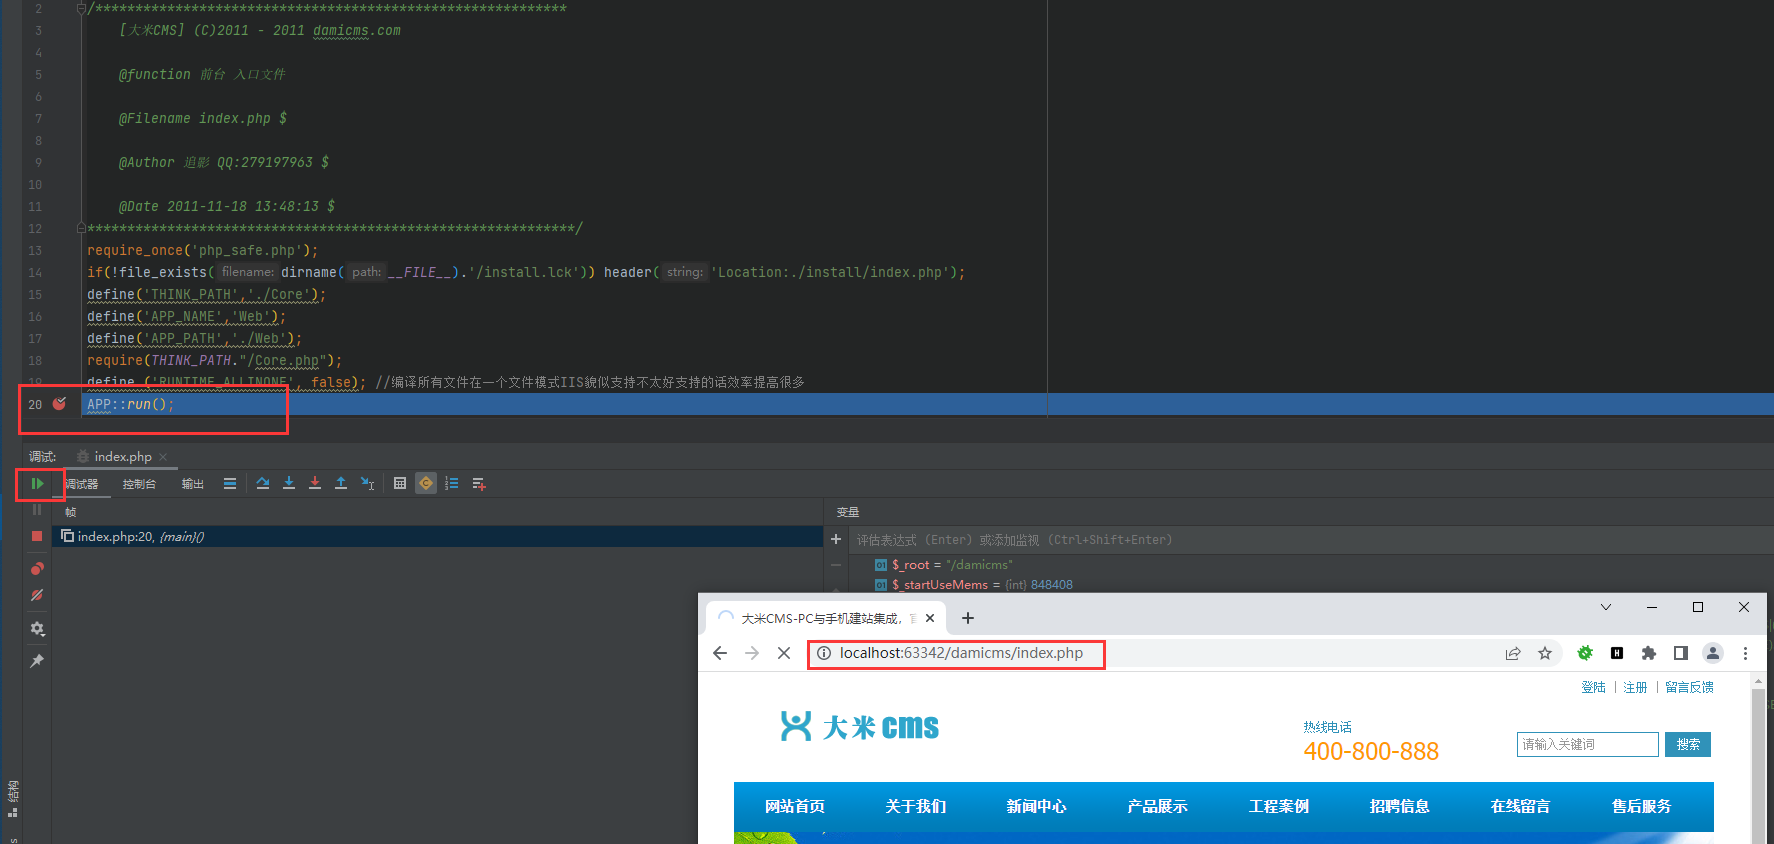 2 /***********************************************************
3 [大米CMS] (C)2011 - 2011 damicms.com
4
5 @function 前台 入口文件
6
7 @Filename index.php $
8
9 @Author 追影 QQ:279197963 $
10
11 @Date 2011-11-18 13:48:13 $
12 *************************************************************/
13 require_once('php_safe.php');
14 if(!file_exists( filename: dirname( path: __FILE__).'/install.lck')) header( string: 'Location:./install/index.php');
15 define('THINK_PATH','./Core');
16 define('APP_NAME','Web');
17 define('APP_PATH','./Web');
18 require(THINK_PATH."/Core.php");
19 define ('RUNTIME_ALLINONE', false); //编译所有文件在一个文件模式IIS貌似支持不太好支持的话效率提高很多
20 APP::run();
调试: index.php
调试器 控制台 输出
帧 变量
index.php:20, {main}()
评估表达式 (Enter) 或添加监视 (Ctrl+Shift+Enter)
$_root = "/damicms"
$_startUseMems = {int} 848408
大米CMS-PC与手机建站集成,
localhost:63342/damicms/index.php
登陆 | 注册 | 留言反馈
大米cms
热线电话
400-800-888
请输入关键词 搜索
网站首页 关于我们 新闻中心 产品展示 工程案例 招聘信息 在线留言 售后服务
结构